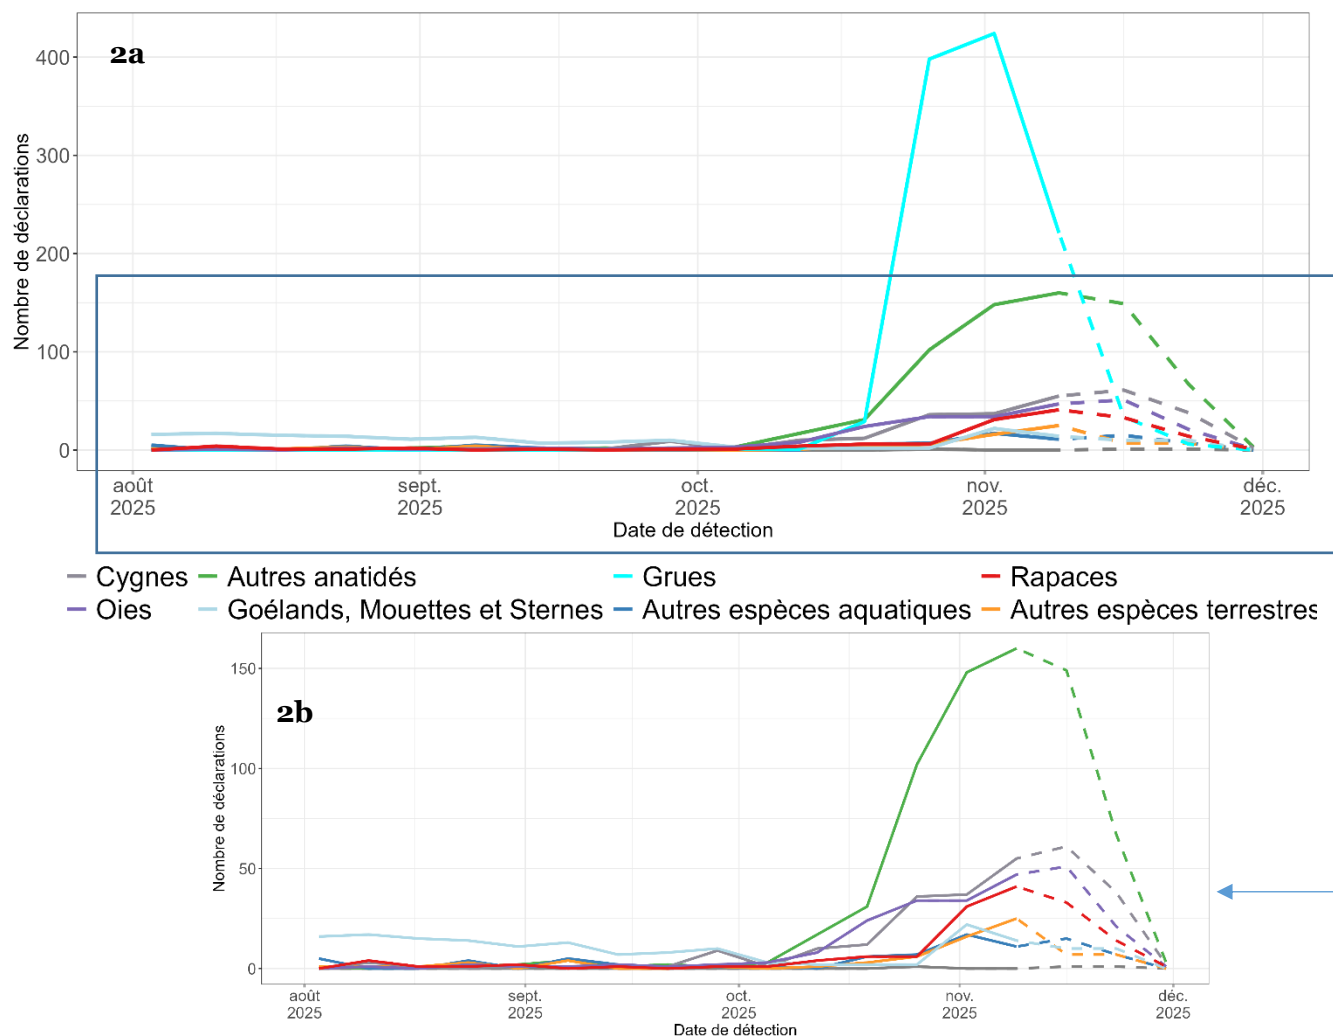 2a
400
300
200
100
0
Nombre de déclarations
août
2025
sept.
2025
oct.
2025
nov.
2025
déc.
2025
Date de détection
Cygnes Autres anatidés Grues Rapaces
Oies Goélands, Mouettes et Sternes Autres espèces aquatiques Autres espèces terrestres
2b
150
100
50
0
Nombre de déclarations
août
2025
sept.
2025
oct.
2025
nov.
2025
déc.
2025
Date de détection